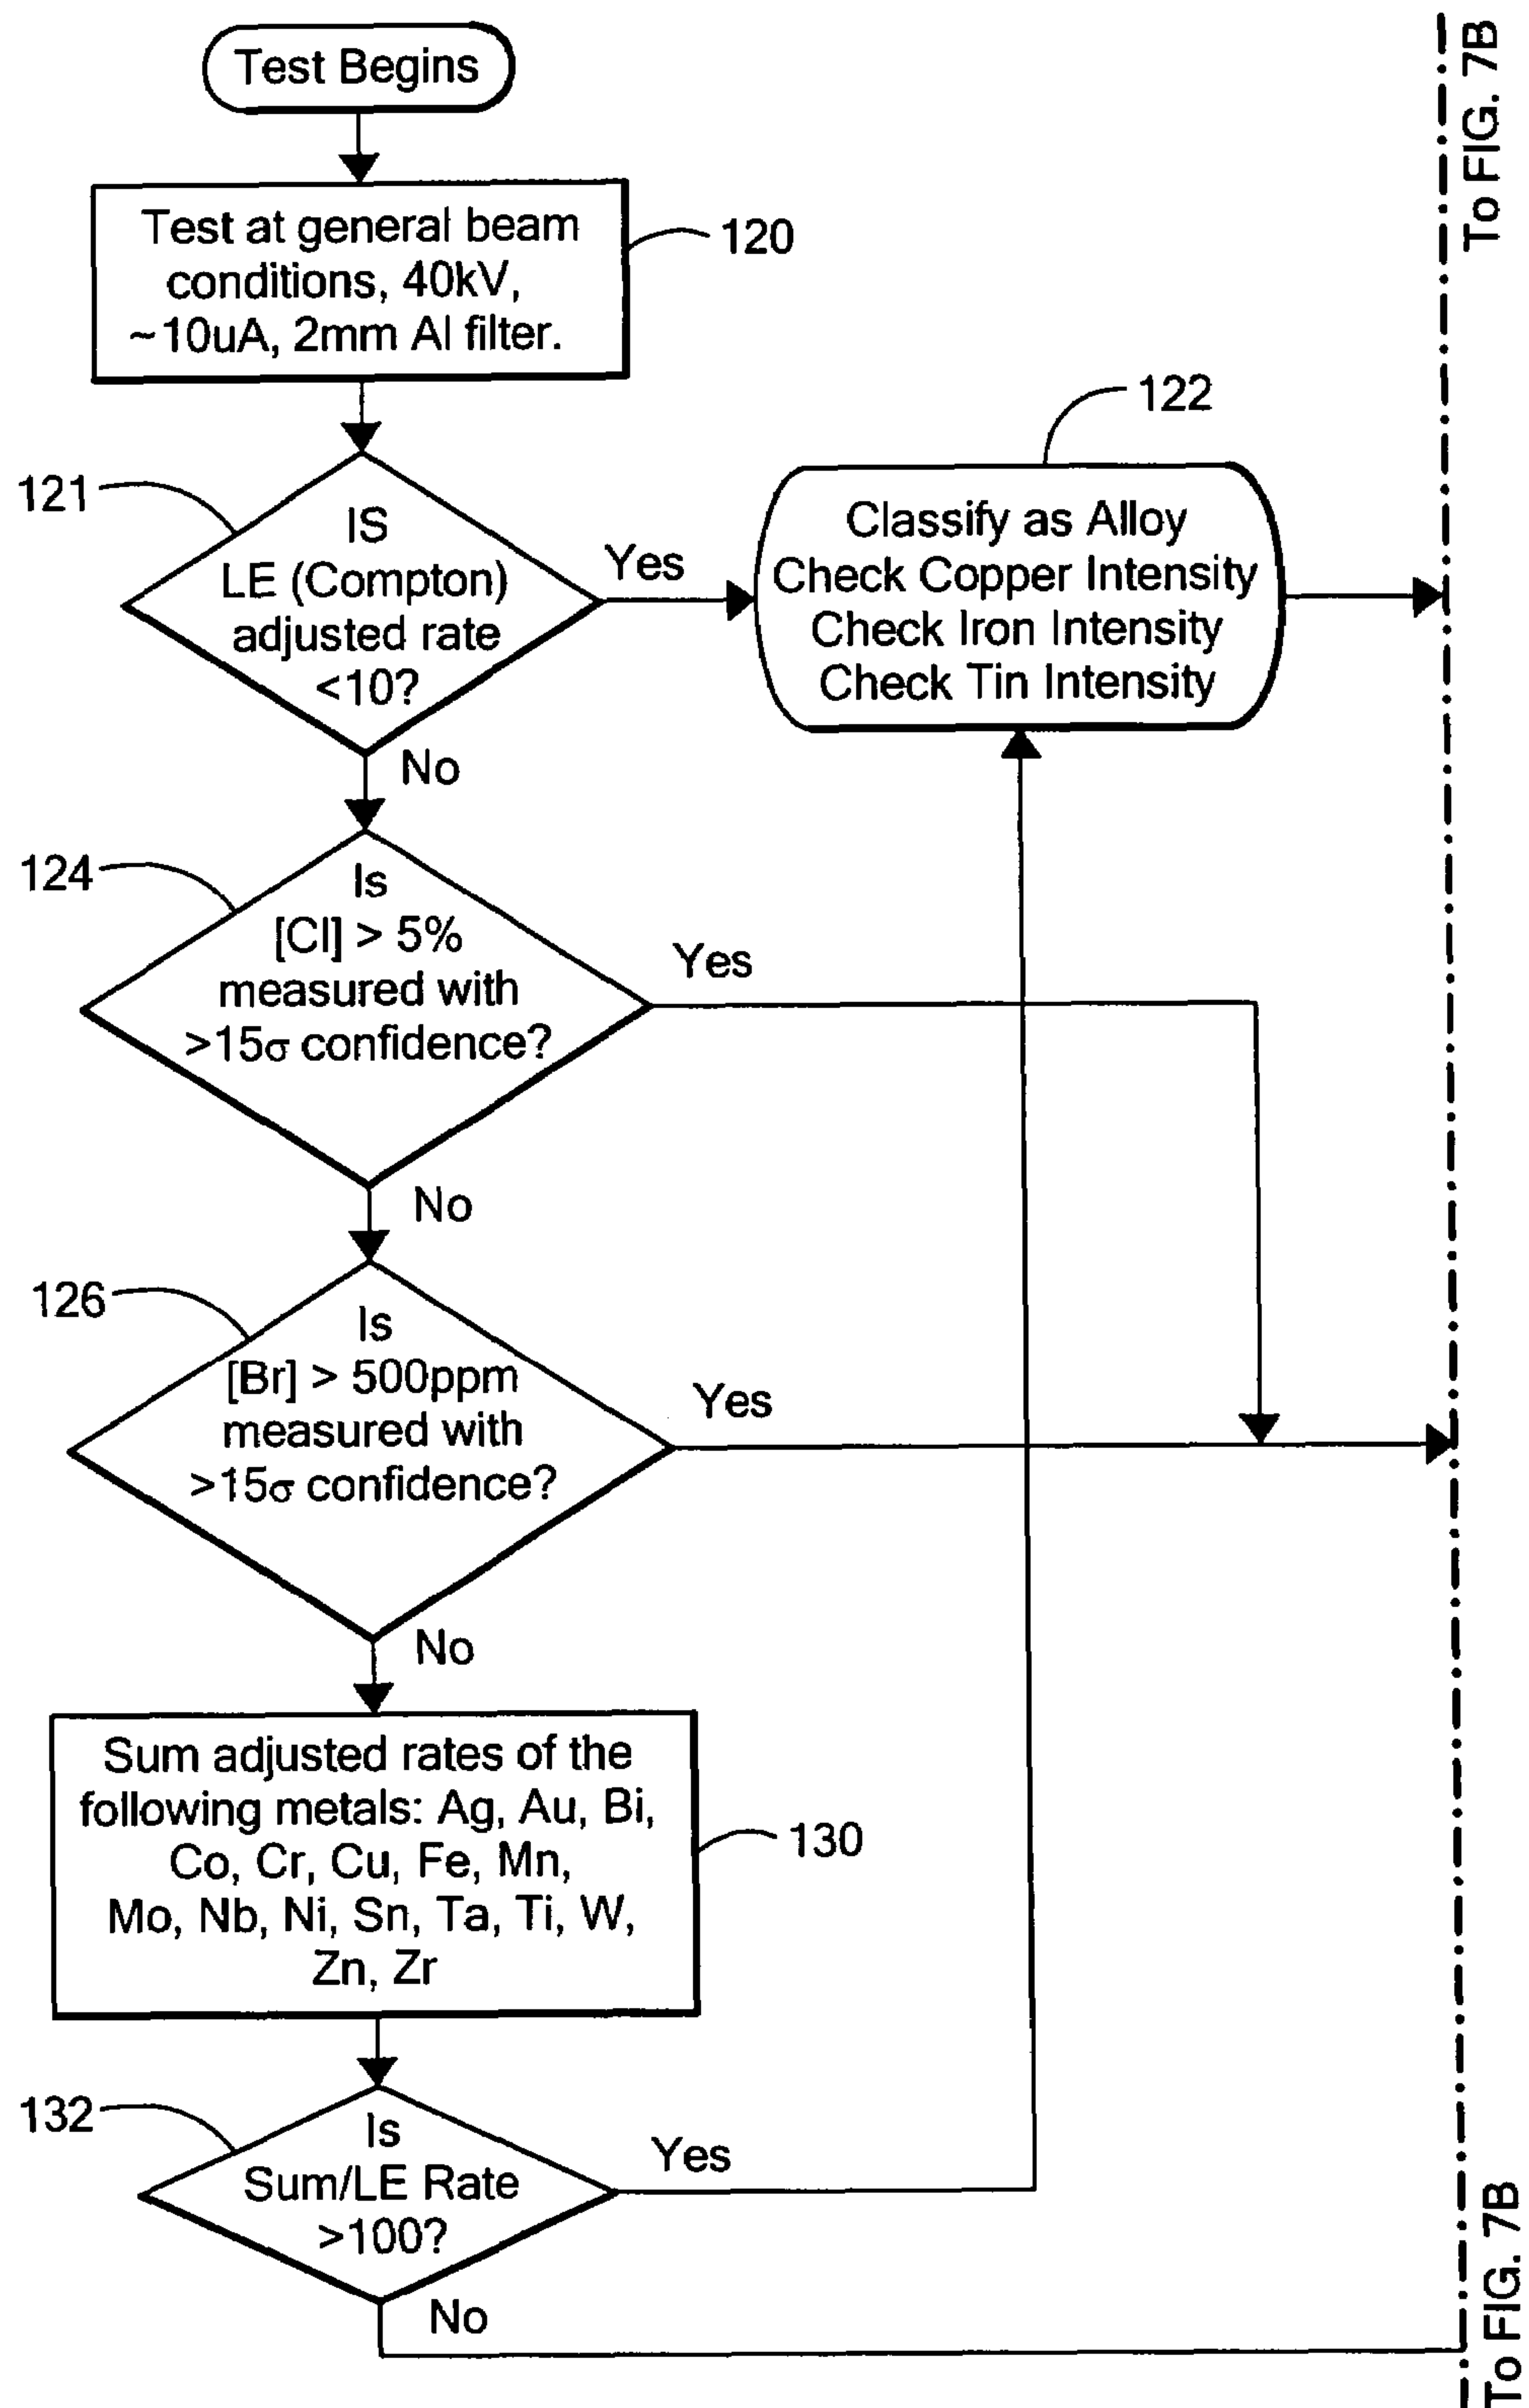 Test Begins
To FIG. 7B
Test at general beam
conditions, 40kV,
~10uA, 2mm Al filter.
120
121
IS
LE (Compton)
adjusted rate
<10?
Yes
No
122
Classify as Alloy
Check Copper Intensity
Check Iron Intensity
Check Tin Intensity
124
Is
[Cl] > 5%
measured with
>15σ confidence?
Yes
No
126
Is
[Br] > 500ppm
measured with
>15σ confidence?
Yes
No
Sum adjusted rates of the
following metals: Ag, Au, Bi,
Co, Cr, Cu, Fe, Mn,
Mo, Nb, Ni, Sn, Ta, Ti, W,
Zn, Zr
130
132
Is
Sum/LE Rate
>100?
Yes
No
To FIG. 7B